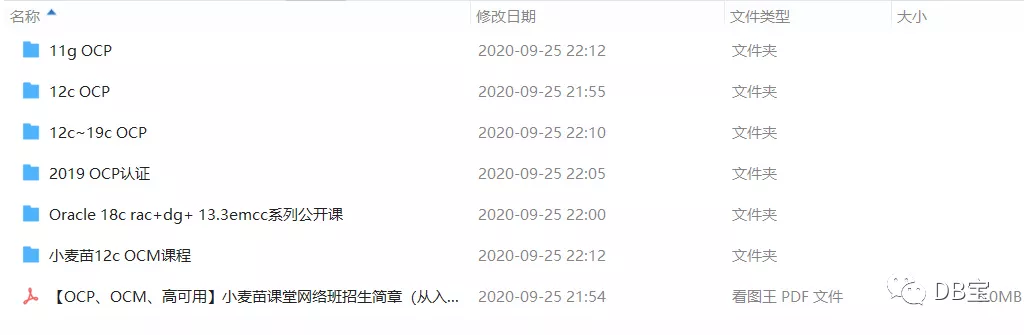 名称 修改日期 文件类型 大小
11g OCP 2020-09-25 22:12 文件夹
12c OCP 2020-09-25 21:55 文件夹
12c~19c OCP 2020-09-25 22:10 文件夹
2019 OCP认证 2020-09-25 22:05 文件夹
Oracle 18c rac+dg+ 13.3emcc系列公开课 2020-09-25 22:00 文件夹
小麦苗12c OCM课程 2020-09-25 22:12 文件夹
【OCP、OCM、高可用】小麦苗课堂网络班招生简章（从入... 2020-09-25 21:54 看图王 PDF 文件 0MB
DB宝